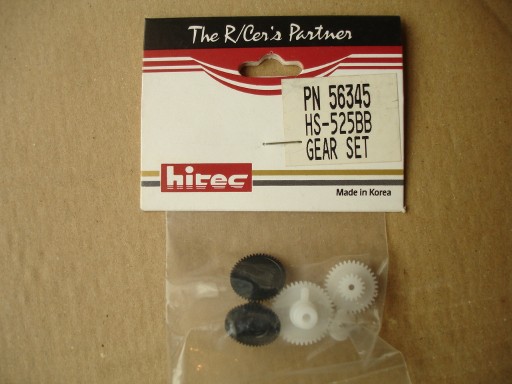 The R/Cer's Partner
PN 56345
HS-525BB
GEAR SET
hitec
Made in Korea